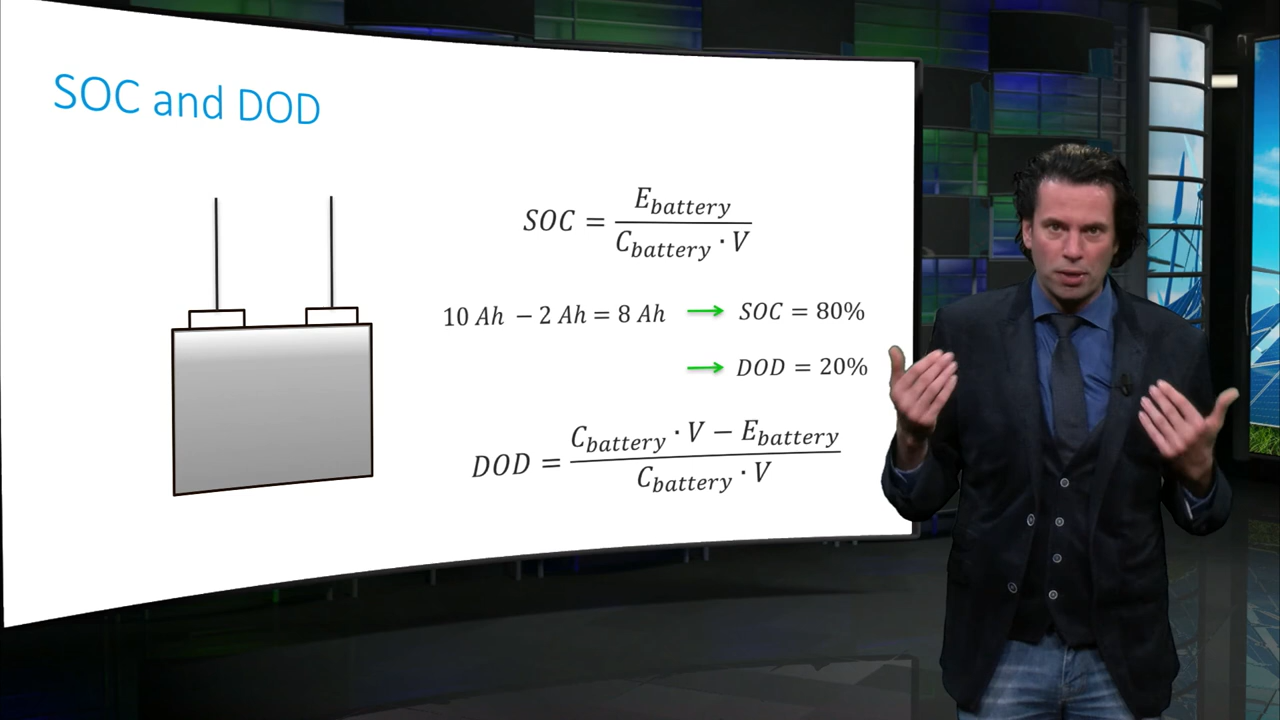 SOC and DOD
SOC = E_battery / (C_battery · V)
10 Ah − 2 Ah = 8 Ah → SOC = 80%
→ DOD = 20%
DOD = (C_battery · V − E_battery) / (C_battery · V)